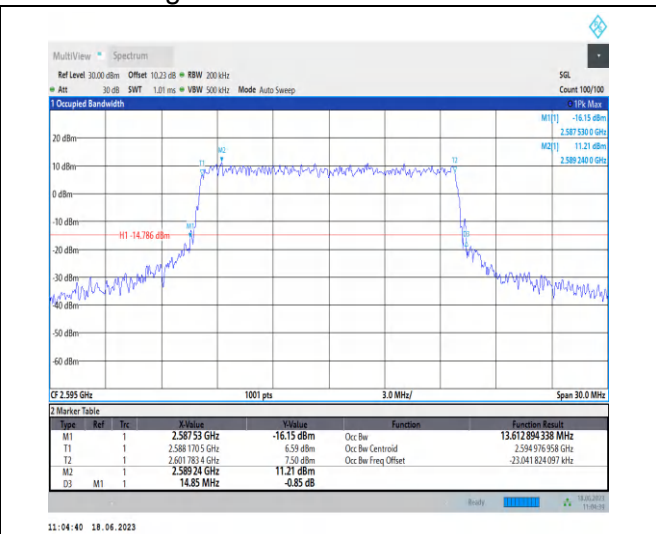 MultiView Spectrum
Ref Level 30.00 dBm Offset 10.23 dB RBW 200 kHz SGL
Att 30 dB SWT 1.01 ms VBW 500 kHz Mode Auto Sweep Count 100/100
1 Occupied Bandwidth 1Pk Max
M1[1] -16.15 dBm
2.587 530 0 GHz
20 dBm
M2[1] 11.21 dBm
2.589 240 0 GHz
M2
T1 T2
10 dBm
0 dBm
-10 dBm
M1
H1 -14.786 dBm
D3
-20 dBm
-30 dBm
-40 dBm
-50 dBm
-60 dBm
CF 2.595 GHz 1001 pts 3.0 MHz/ Span 30.0 MHz
2 Marker Table
Type Ref Trc X-Value Y-Value Function Function Result
M1 1 2.58753 GHz -16.15 dBm Occ Bw 13.612 894 338 MHz
T1 1 2.588 170 5 GHz 6.59 dBm Occ Bw Centroid 2.594 976 958 GHz
T2 1 2.601 783 4 GHz 7.50 dBm Occ Bw Freq Offset -23.041 824 097 kHz
M2 1 2.589 24 GHz 11.21 dBm
D3 M1 1 14.85 MHz -0.85 dB
Ready 18.06.2023
11:04:40 18.06.2023